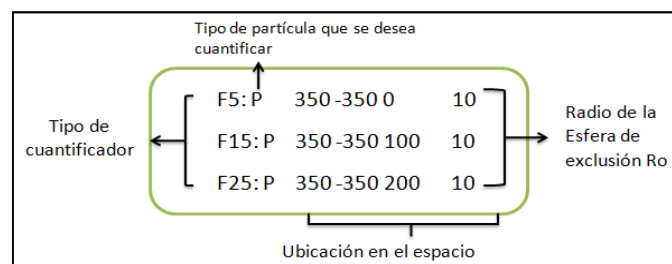 Tipo de partícula que se desea
cuantificar
F5: P 350 -350 0 10
F15: P 350 -350 100 10
F25: P 350 -350 200 10
Tipo de
cuantificador
Radio de la
Esfera de
exclusión Ro
Ubicación en el espacio